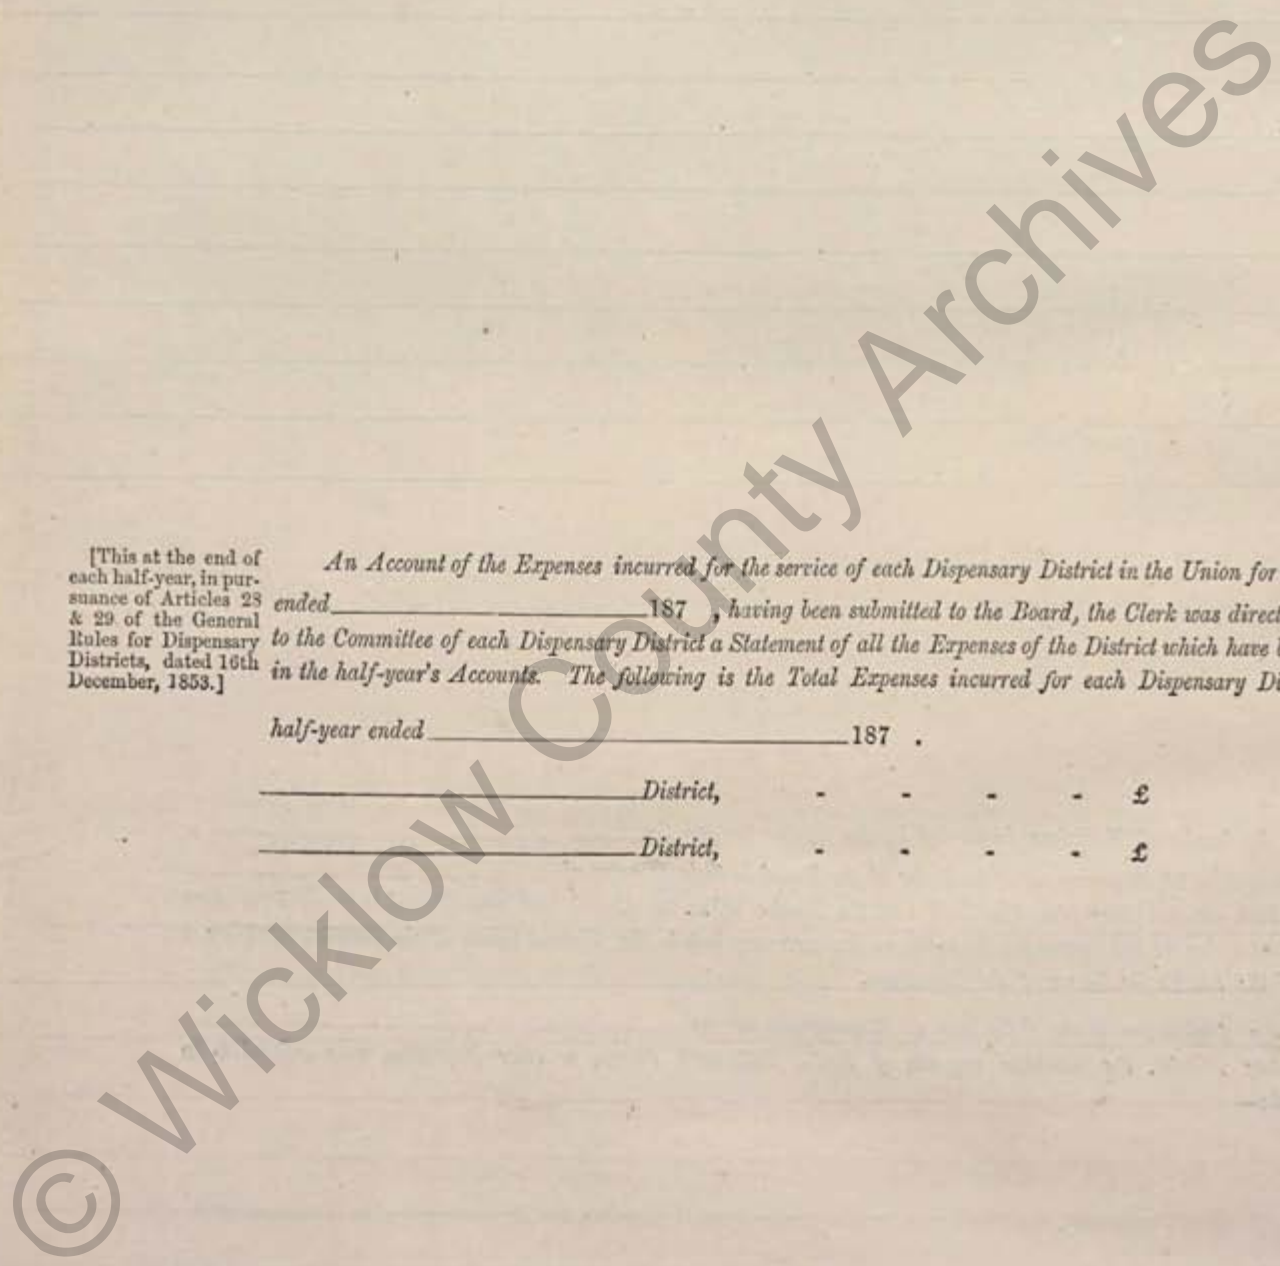 [This at the end of
each half-year, in pur-
suance of Articles 28
& 29 of the General
Rules for Dispensary
Districts, dated 16th
December, 1853.]
An Account of the Expenses incurred for the service of each Dispensary District in the Union for
ended 187 , having been submitted to the Board, the Clerk was direct
to the Committee of each Dispensary District a Statement of all the Expenses of the District which have
in the half-year's Accounts. The following is the Total Expenses incurred for each Dispensary Di
half-year ended 187 .
District, - - - - £
District, - - - - £
© Wicklow County Archives